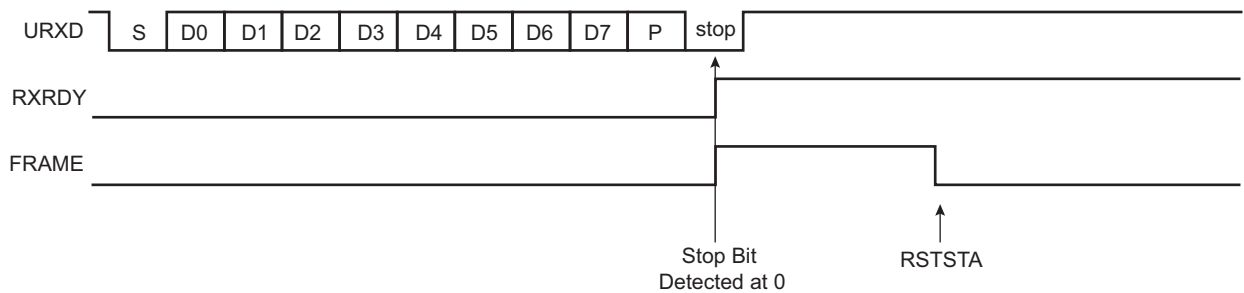 URXD S D0 D1 D2 D3 D4 D5 D6 D7 P stop
RXRDY
FRAME
Stop Bit
Detected at 0
RSTSTA